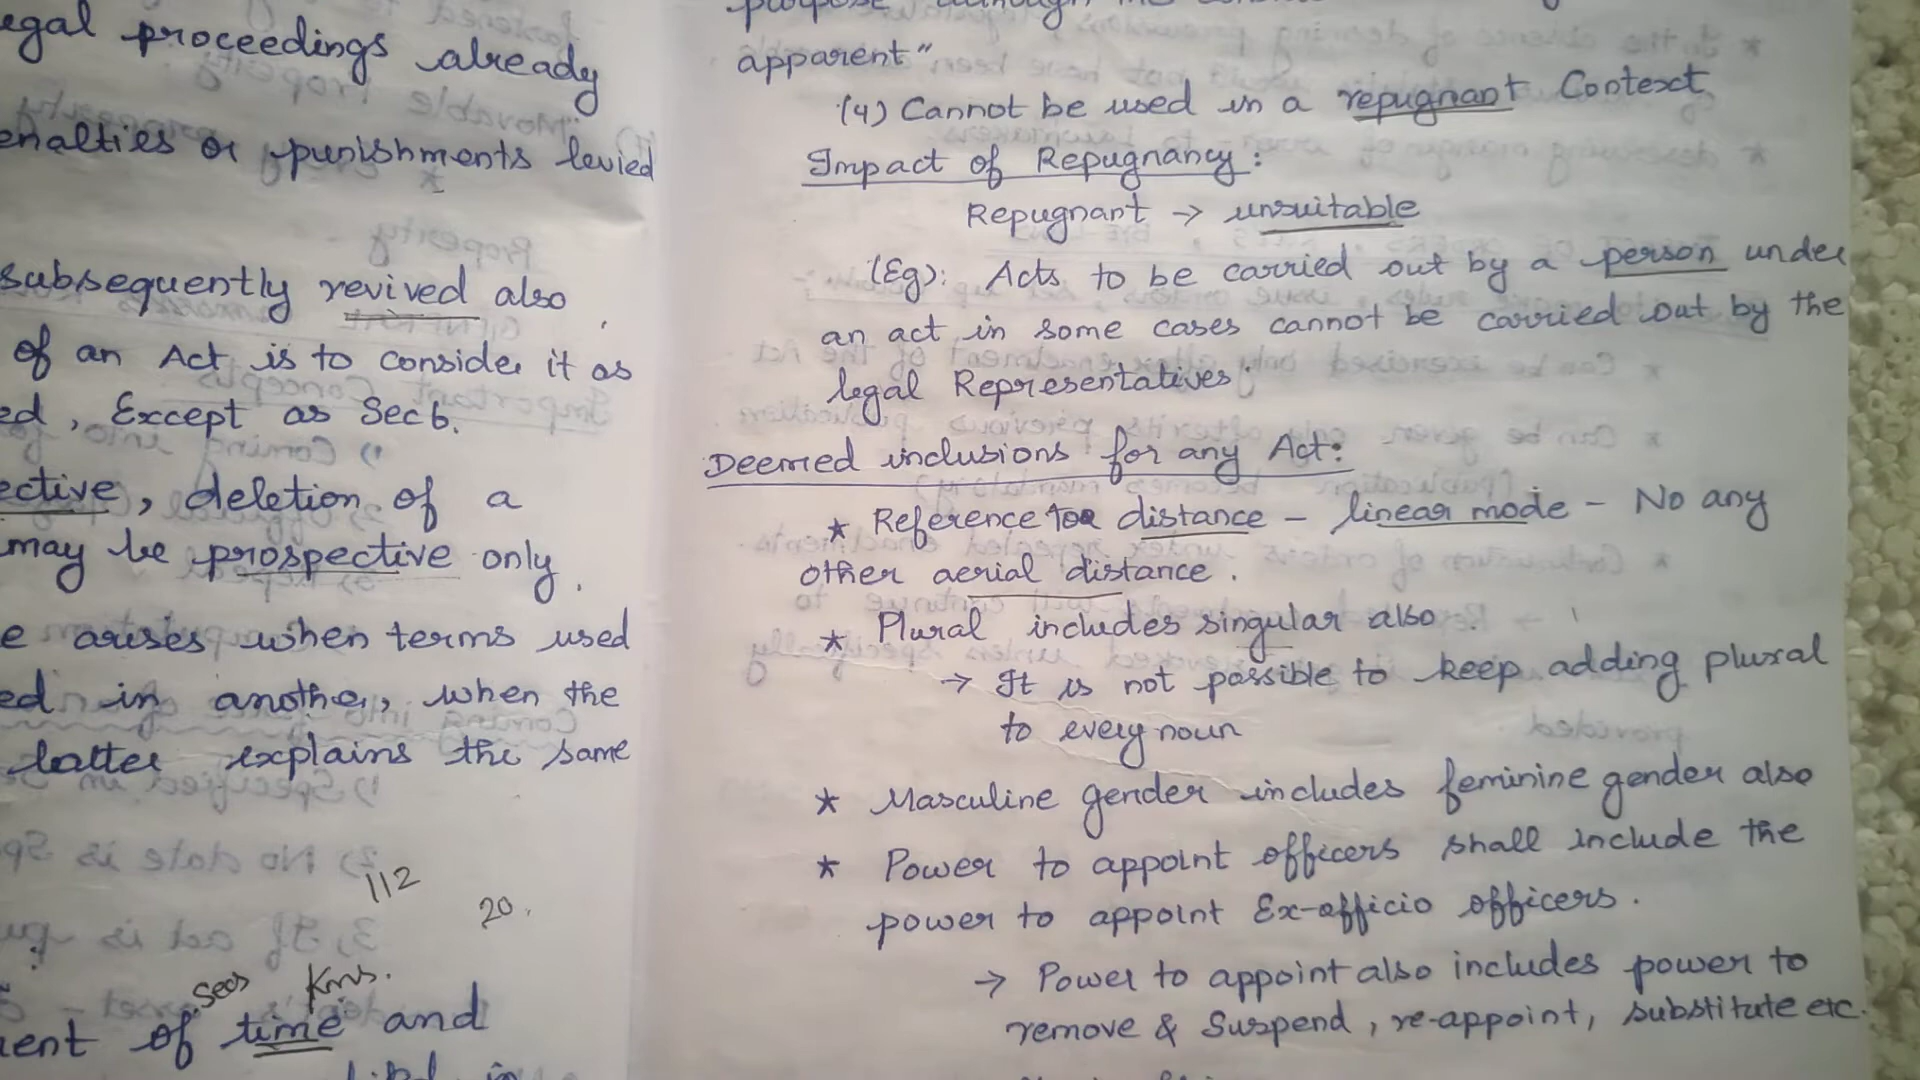 egal proceedings already
enalties or punishments levied
subsequently revived also
of an Act is to conside it as
ed, Except as Sec 6.
ective, deletion of a
may be prospective only.
e arises when terms used
ed in anothe, when the
latter explains the same
112
20.
Secs Kms.
ent of time and
apparent"
(4) Cannot be used in a repugnant Context
Impact of Repugnancy:
Repugnant → unsuitable
(Eg): Acts to be carried out by a person under
an act in some cases cannot be carried out by the
legal Representatives.
Deemed inclusions for any Act:
* Reference to distance - linear mode - No any
other aerial distance.
* Plural includes singular also.
→ It is not possible to keep adding plural
to every noun
* Masculine gender includes feminine gender also
* Power to appoint officers shall include the
power to appoint Ex-officio officers.
→ Power to appoint also includes power to
remove & Suspend, re-appoint, substitute etc.